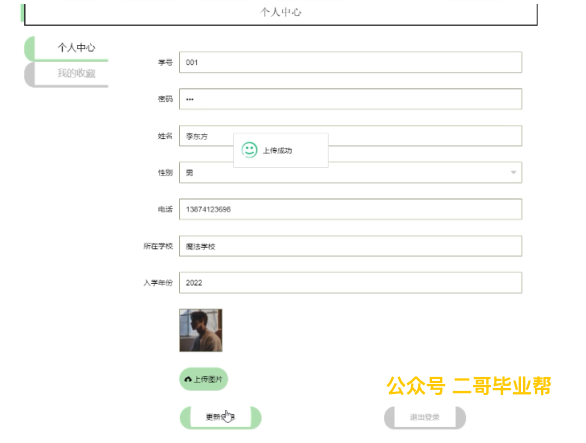 个人中心
个人中心
我的收藏
学号 001
密码 •••
姓名 李东方
上传成功
性别 男
电话 13674123698
所在学校 魔法学校
入学年份 2022
上传图片
公众号 二哥毕业帮
更新
退出登录